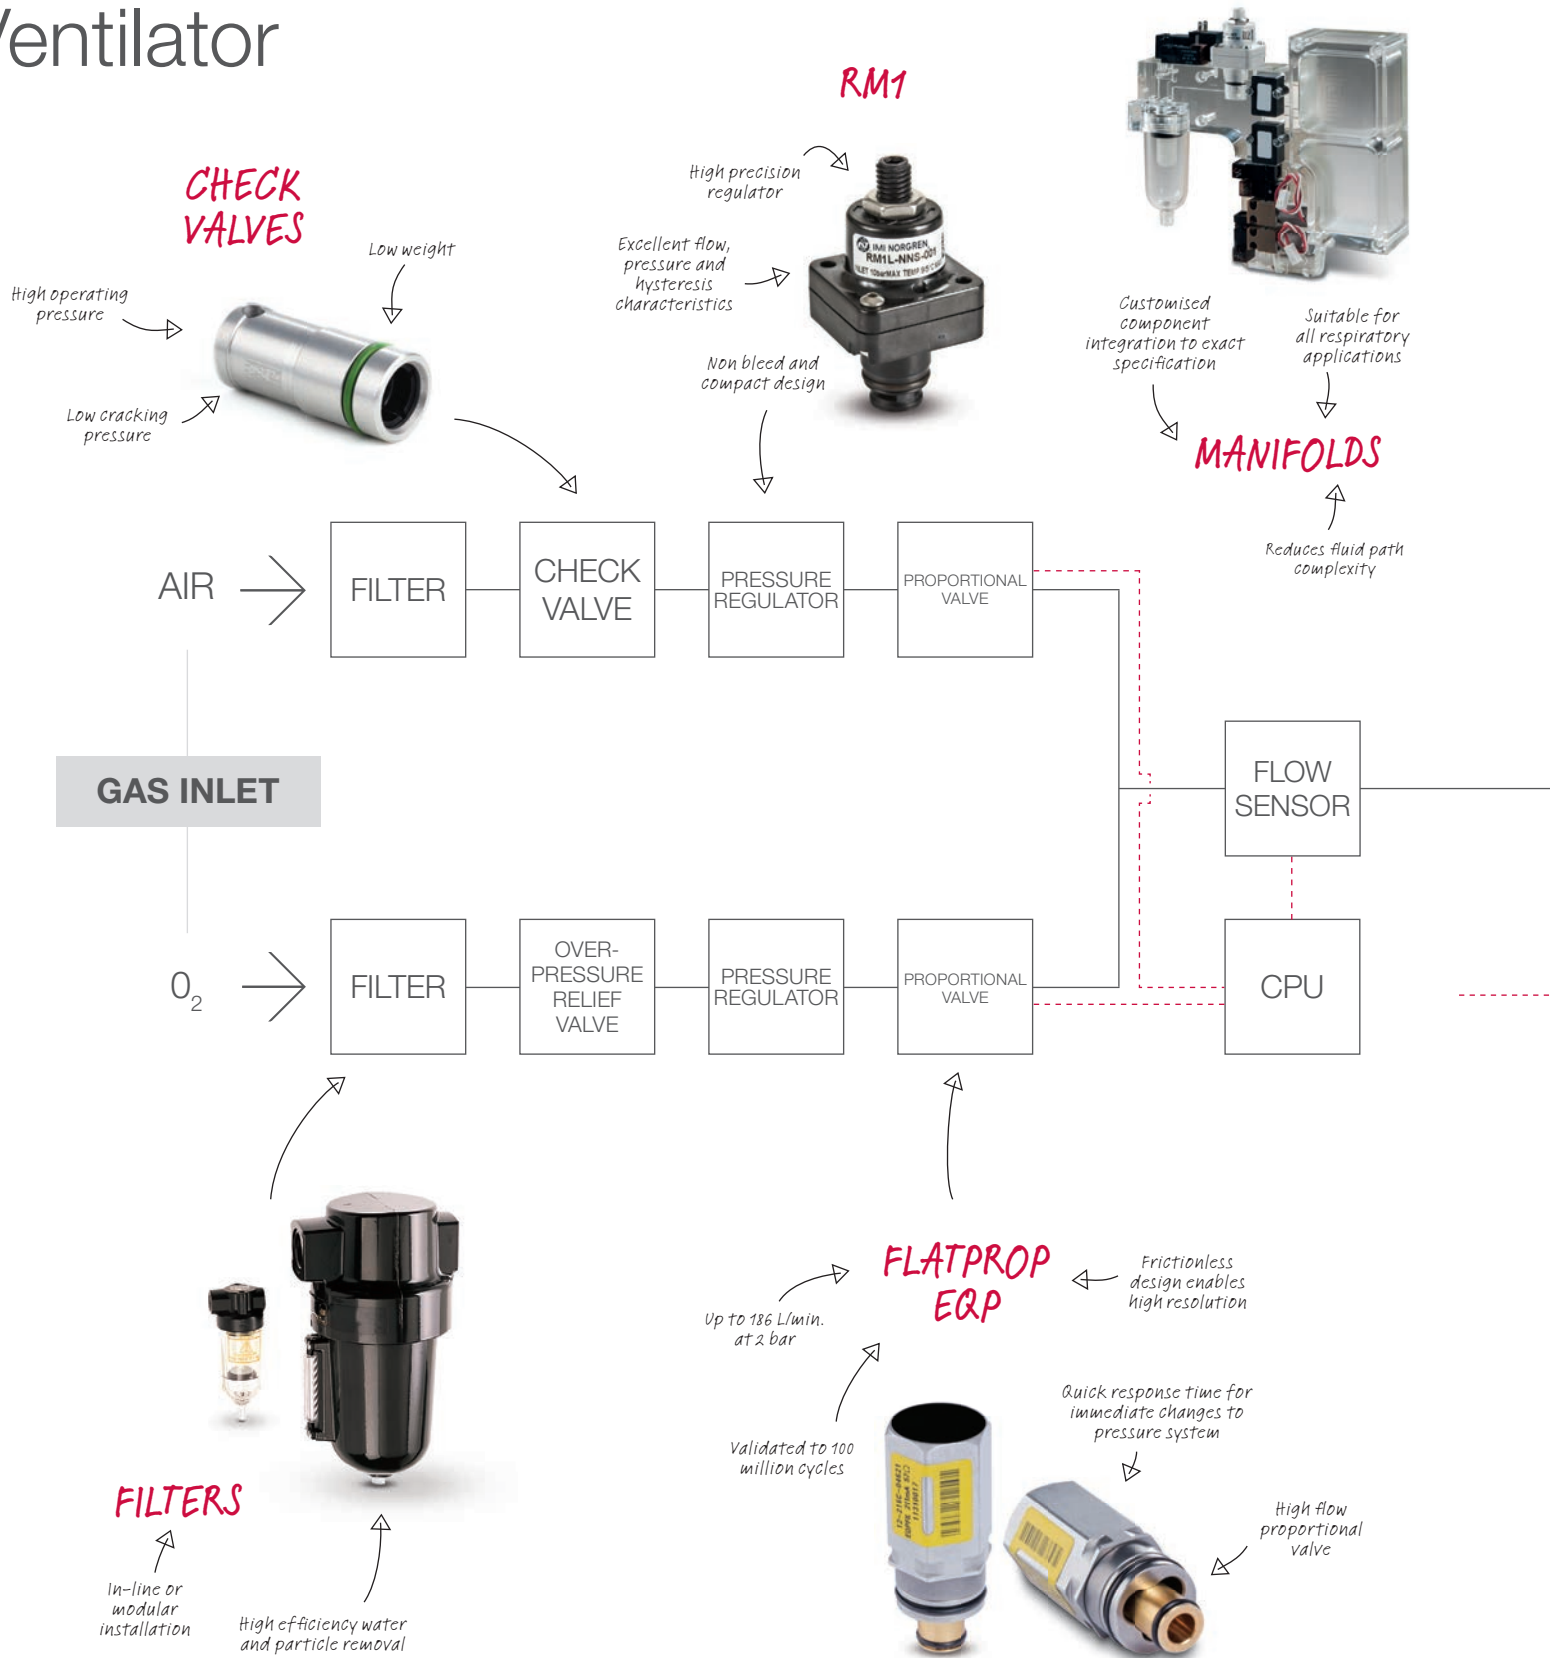 Ventilator
RM1
CHECK
VALVES
High precision
regulator
Low weight
Excellent flow,
pressure and
hysteresis
characteristics
High operating
pressure
IMI NORGREN
RM1L-NNS-001
Customised
component
integration to exact
specification
Suitable for
all respiratory
applications
Non bleed and
compact design
Low cracking
pressure
MANIFOLDS
Reduces fluid path
complexity
AIR
FILTER
CHECK
VALVE
PRESSURE
REGULATOR
PROPORTIONAL
VALVE
GAS INLET
FLOW
SENSOR
O2
FILTER
OVER-
PRESSURE
RELIEF
VALVE
PRESSURE
REGULATOR
PROPORTIONAL
VALVE
CPU
FLATPROP
EQP
Frictionless
design enables
high resolution
Up to 186 L/min.
at 2 bar
Quick response time for
immediate changes to
pressure system
Validated to 100
million cycles
FILTERS
High flow
proportional
valve
In-line or
modular
installation
High efficiency water
and particle removal